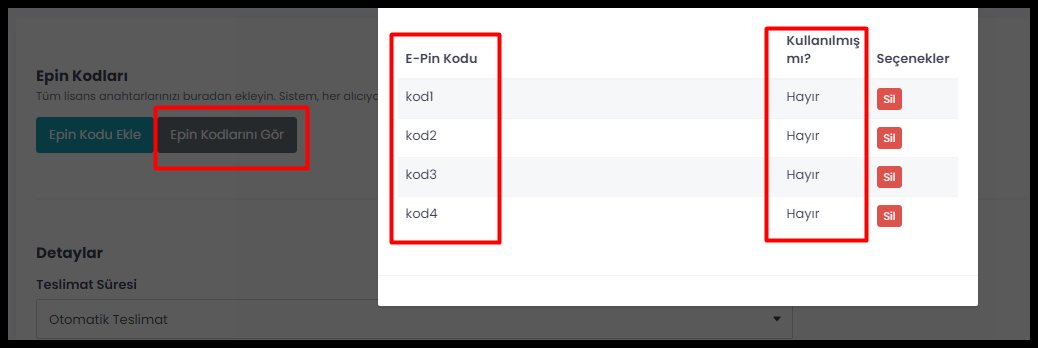 Epin Kodları
Tüm lisans anahtarlarınızı buradan ekleyin. Sistem, her alıcıya
Epin Kodu Ekle
Epin Kodlarını Gör
Detaylar
Teslimat Süresi
Otomatik Teslimat
E-Pin Kodu
Kullanılmış
mı?
Seçenekler
kod1
Hayır
Sil
kod2
Hayır
Sil
kod3
Hayır
Sil
kod4
Hayır
Sil